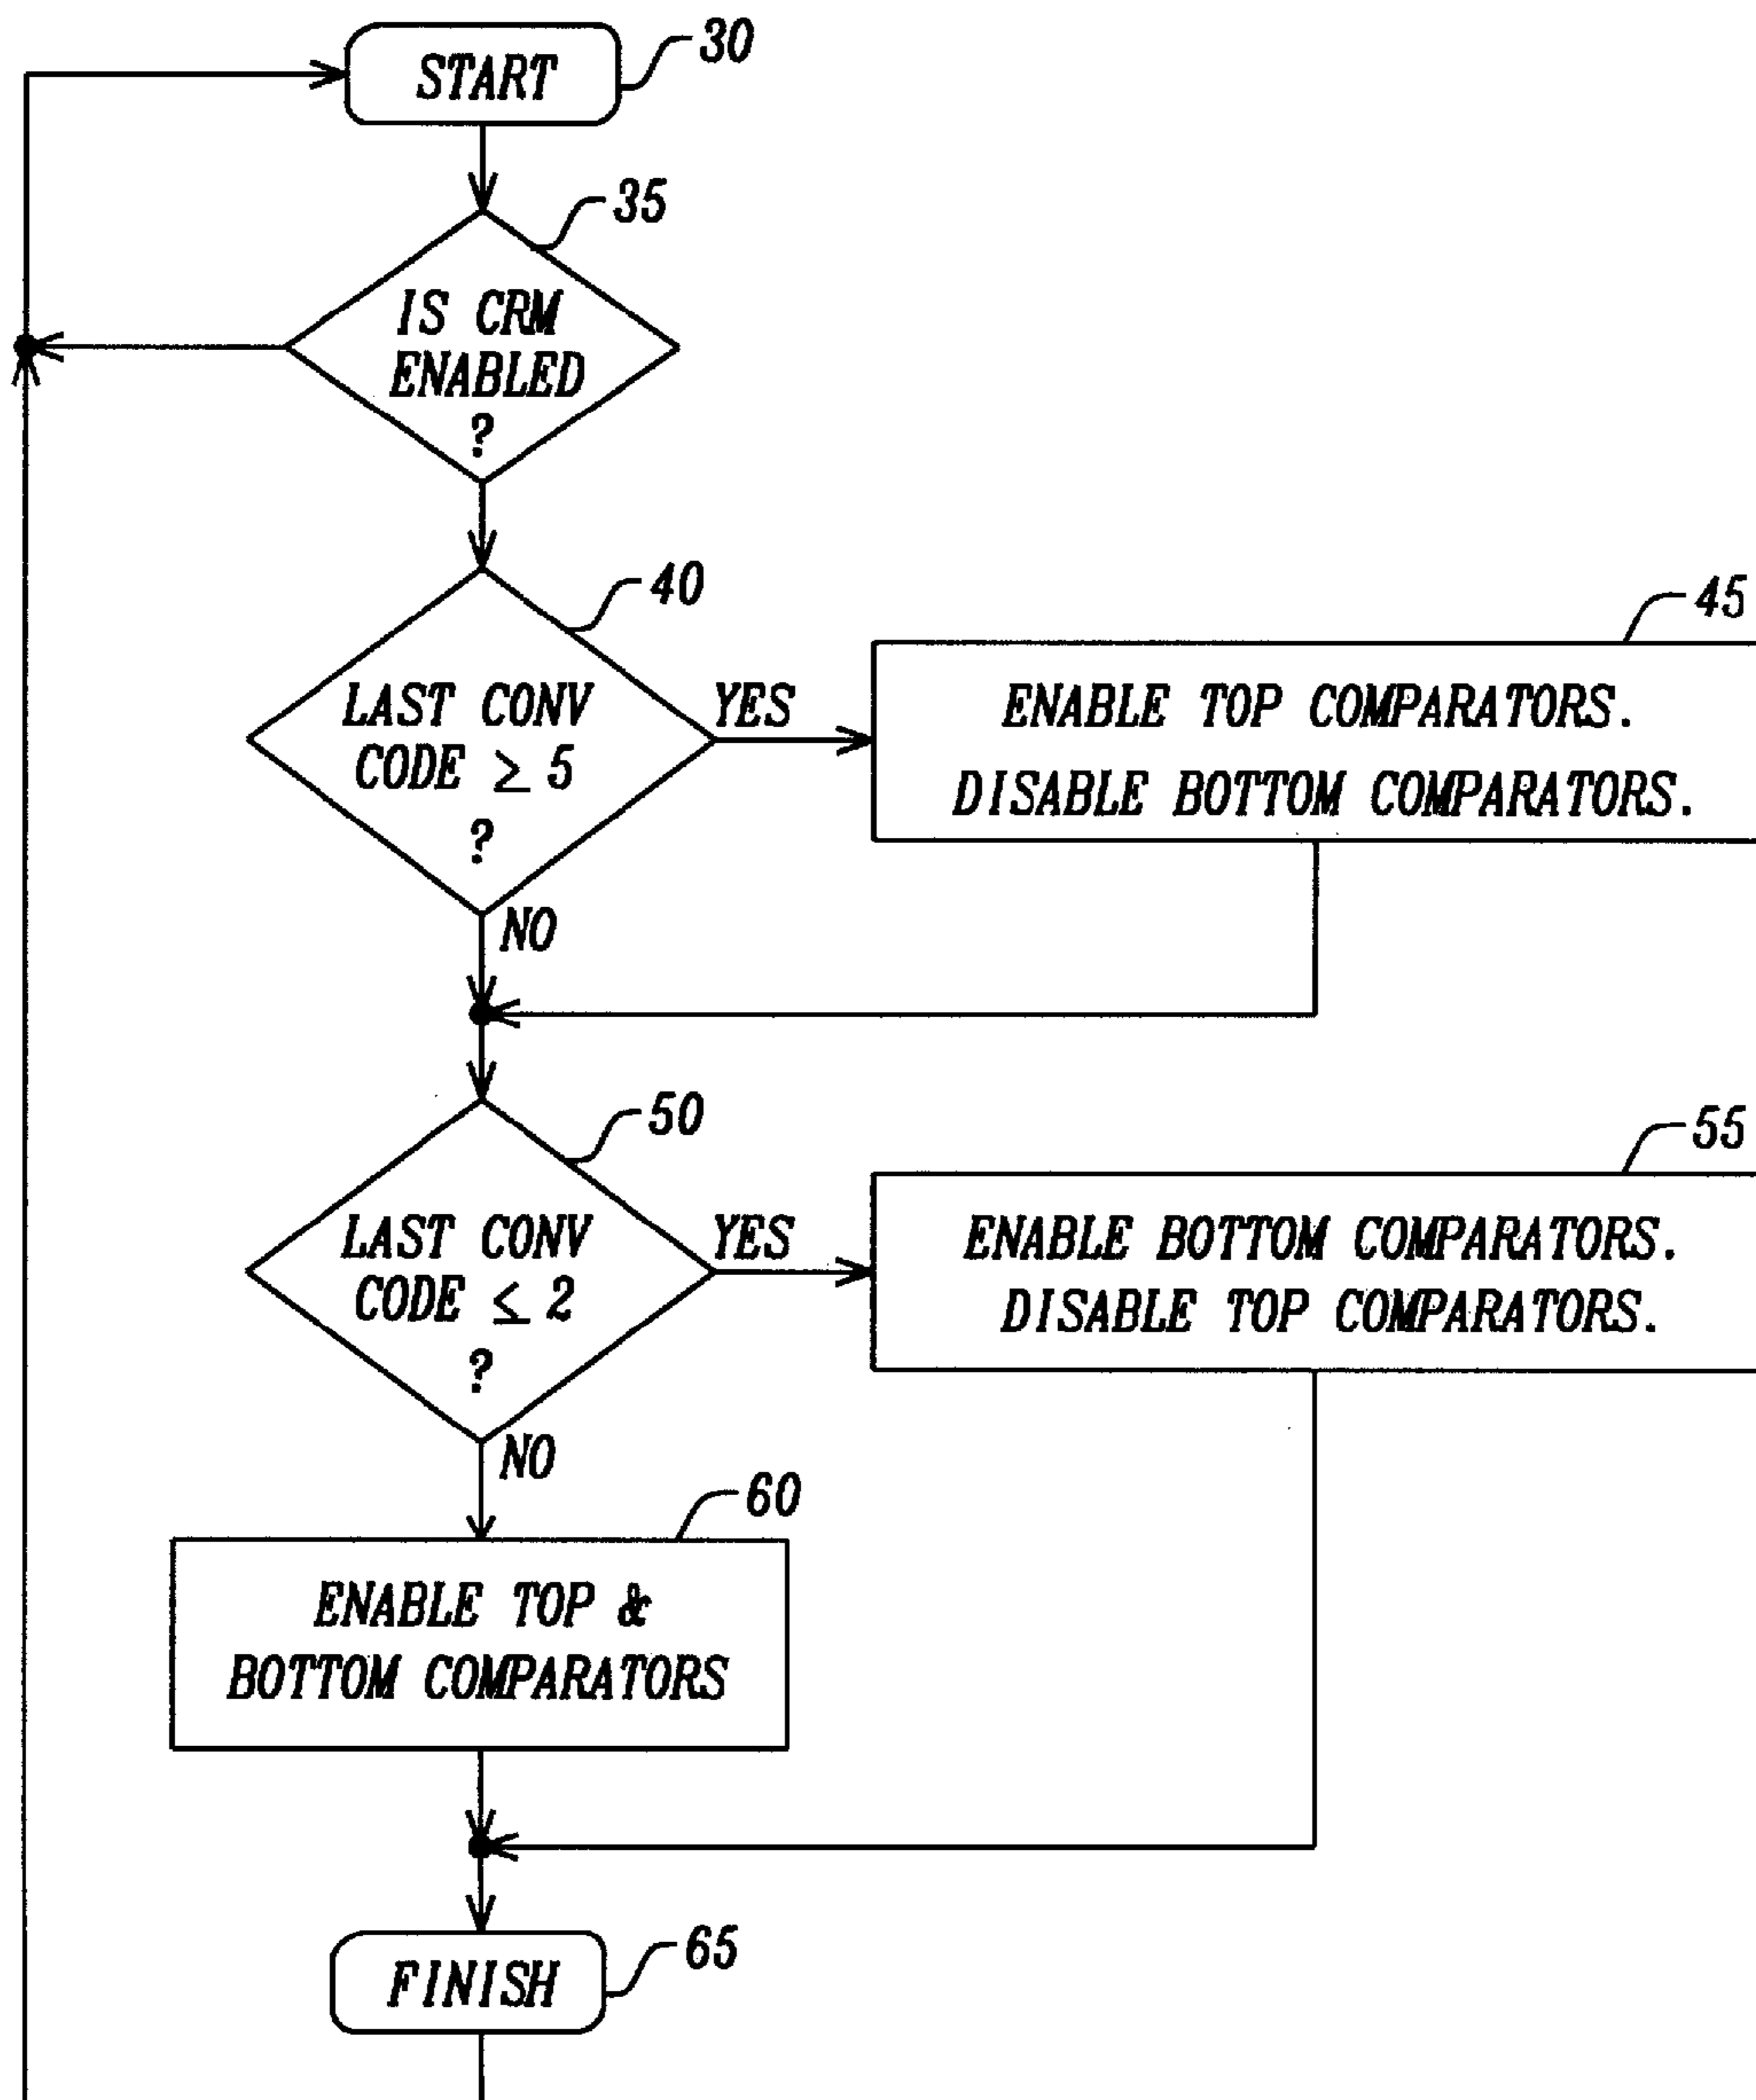 START
30
35
IS CRM
ENABLED
?
40
LAST CONV
CODE ≥ 5
?
YES
NO
45
ENABLE TOP COMPARATORS.
DISABLE BOTTOM COMPARATORS.
50
LAST CONV
CODE ≤ 2
?
YES
NO
55
ENABLE BOTTOM COMPARATORS.
DISABLE TOP COMPARATORS.
60
ENABLE TOP &
BOTTOM COMPARATORS
FINISH
65